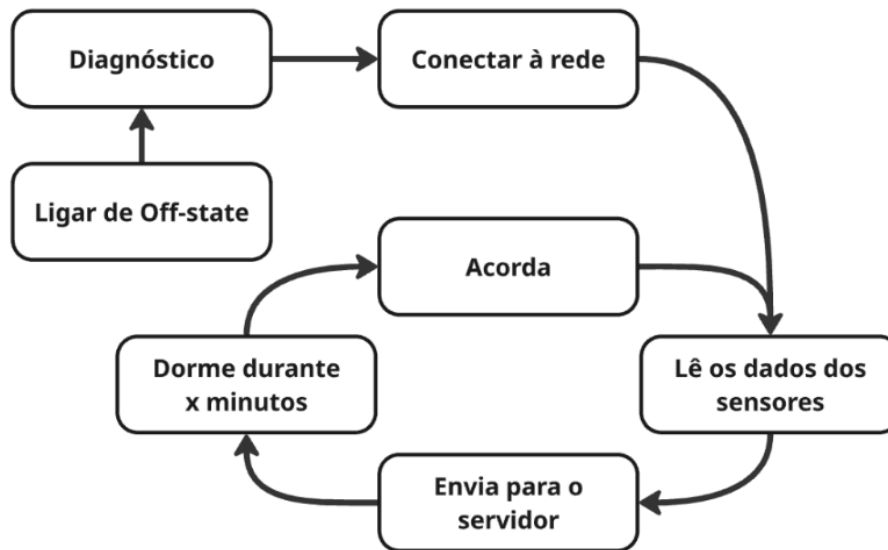 Diagnóstico
Conectar à rede
Ligar de Off-state
Acorda
Dorme durante
x minutos
Lê os dados dos
sensores
Envia para o
servidor